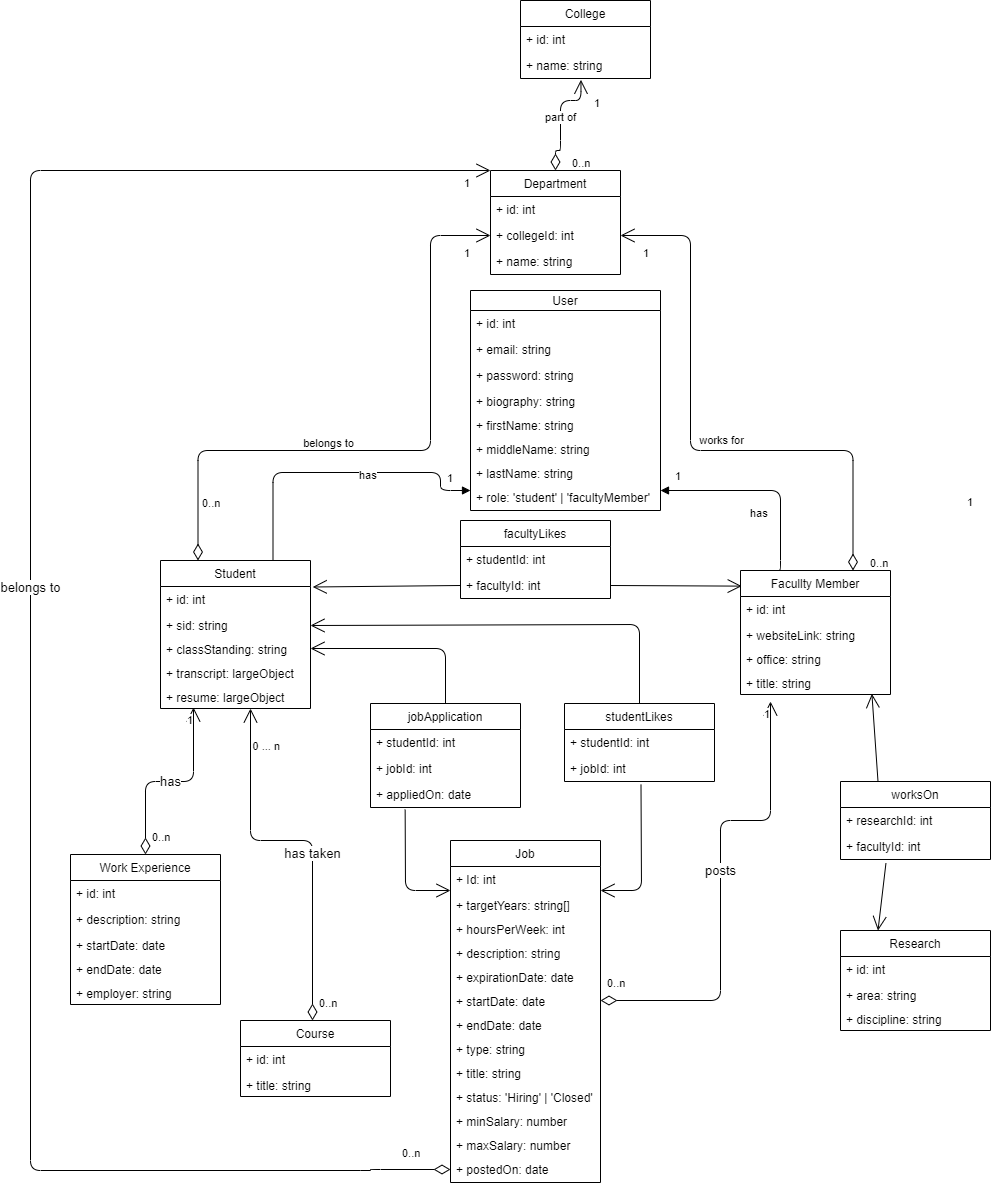 College
+ id: int
+ name: string
1
part of
0..n
Department
+ id: int
+ collegeId: int
+ name: string
1
1
1
User
+ id: int
+ email: string
+ password: string
+ biography: string
+ firstName: string
+ middleName: string
+ lastName: string
+ role: 'student' | 'facultyMember'
belongs to
works for
has
1
1
0..n
has
1
facultyLikes
+ studentId: int
+ facultyId: int
belongs to
Student
+ id: int
+ sid: string
+ classStanding: string
+ transcript: largeObject
+ resume: largeObject
0..n
Facullty Member
+ id: int
+ websiteLink: string
+ office: string
+ title: string
1
0 ... n
1
jobApplication
+ studentId: int
+ jobId: int
+ appliedOn: date
studentLikes
+ studentId: int
+ jobId: int
has
0..n
worksOn
+ researchId: int
+ facultyId: int
Work Experience
+ id: int
+ description: string
+ startDate: date
+ endDate: date
+ employer: string
has taken
0..n
Course
+ id: int
+ title: string
Job
+ Id: int
+ targetYears: string[]
+ hoursPerWeek: int
+ description: string
+ expirationDate: date
+ startDate: date
+ endDate: date
+ type: string
+ title: string
+ status: 'Hiring' | 'Closed'
+ minSalary: number
+ maxSalary: number
+ postedOn: date
posts
0..n
Research
+ id: int
+ area: string
+ discipline: string
0..n